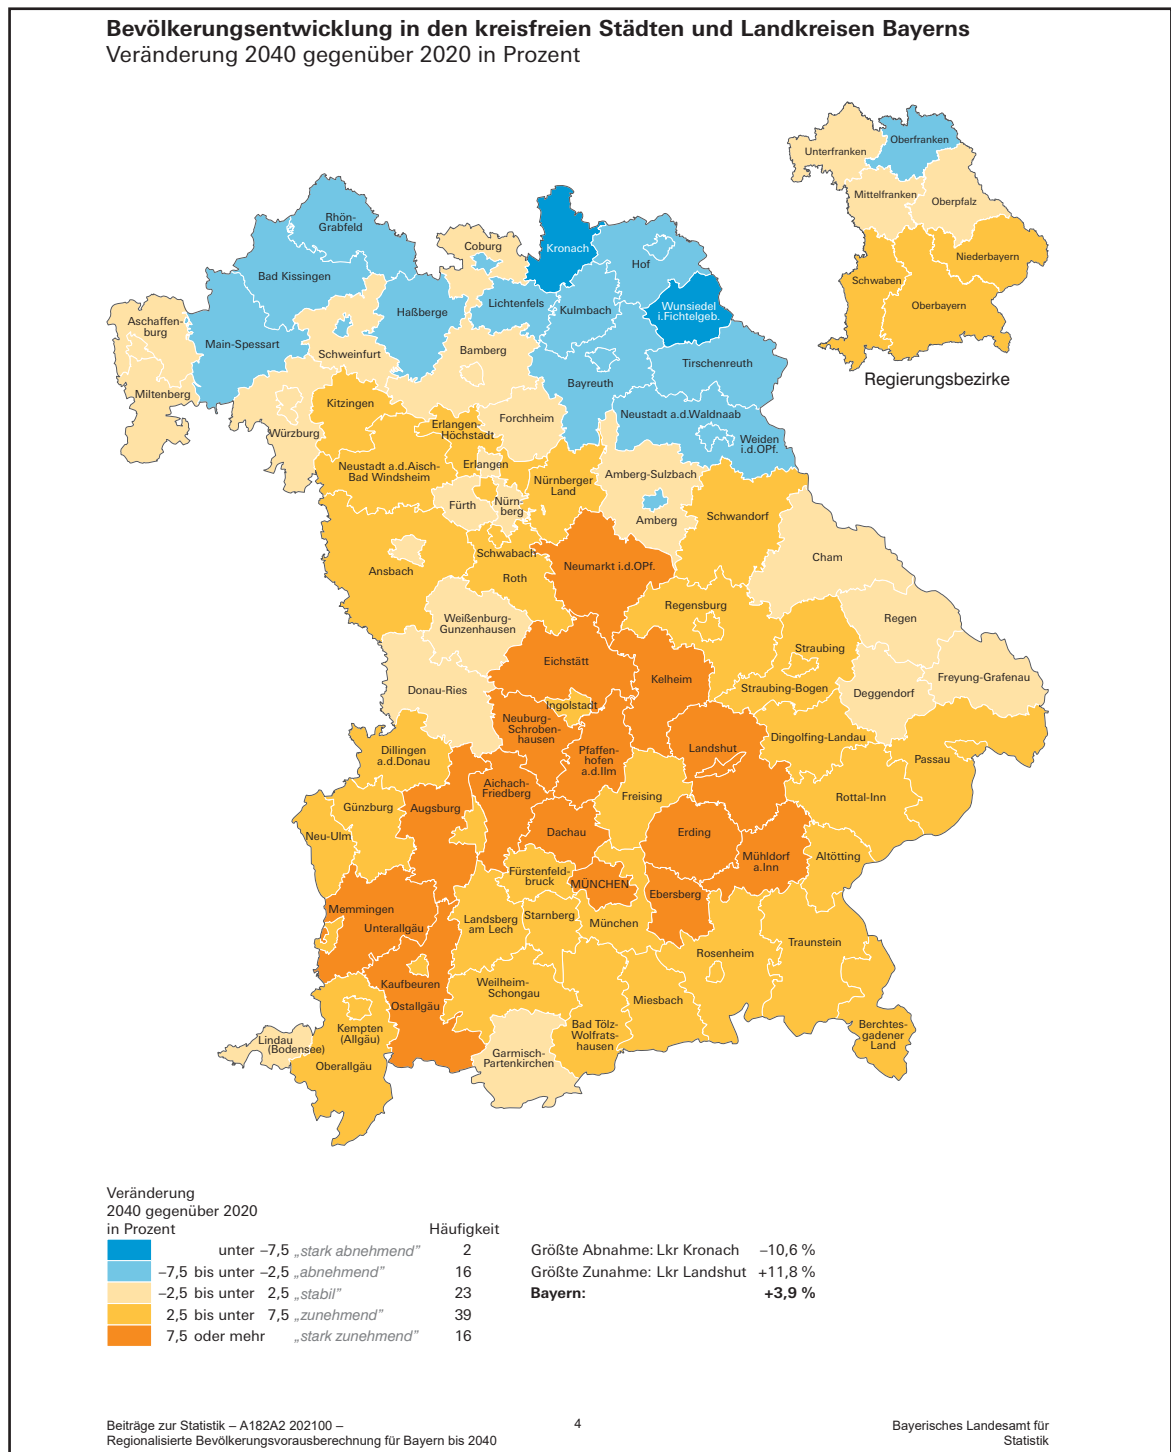 Bevölkerungsentwicklung in den kreisfreien Städten und Landkreisen Bayerns
Veränderung 2040 gegenüber 2020 in Prozent
Unterfranken
Oberfranken
Mittelfranken
Oberpfalz
Niederbayern
Schwaben
Oberbayern
Regierungsbezirke
Rhön-
Grabfeld
Coburg
Kronach
Hof
Bad Kissingen
Lichtenfels
Kulmbach
Wunsiedel
i.Fichtelgeb.
Haßberge
Aschaffen-
burg
Main-Spessart
Schweinfurt
Bamberg
Tirschenreuth
Bayreuth
Miltenberg
Kitzingen
Würzburg
Forchheim
Neustadt a.d.Waldnaab
Weiden
i.d.OPf.
Erlangen-
Höchstadt
Neustadt a.d.Aisch-
Bad Windsheim
Erlangen
Nürnberger
Land
Amberg-Sulzbach
Fürth
Nürn-
berg
Amberg
Schwandorf
Schwabach
Ansbach
Roth
Neumarkt i.d.OPf.
Cham
Weißenburg-
Gunzenhausen
Regensburg
Regen
Straubing
Eichstätt
Kelheim
Straubing-Bogen
Deggendorf
Freyung-Grafenau
Donau-Ries
Ingolstadt
Neuburg-
Schroben-
hausen
Dillingen
a.d.Donau
Pfaffen-
hofen
a.d.Ilm
Landshut
Dingolfing-Landau
Passau
Aichach-
Friedberg
Freising
Rottal-Inn
Günzburg
Augsburg
Neu-Ulm
Dachau
Erding
Mühldorf
a.Inn
Altötting
Fürstenfeld-
bruck
MÜNCHEN
Ebersberg
Memmingen
Unterallgäu
Landsberg
am Lech
Starnberg
München
Rosenheim
Traunstein
Kaufbeuren
Ostallgäu
Weilheim-
Schongau
Miesbach
Kempten
(Allgäu)
Bad Tölz-
Wolfrats-
hausen
Berchtes-
gadener
Land
Lindau
(Bodensee)
Oberallgäu
Garmisch-
Partenkirchen
Veränderung
2040 gegenüber 2020
in Prozent Häufigkeit
unter –7,5 „stark abnehmend” 2 Größte Abnahme: Lkr Kronach –10,6 %
–7,5 bis unter –2,5 „abnehmend” 16 Größte Zunahme: Lkr Landshut +11,8 %
–2,5 bis unter 2,5 „stabil” 23 Bayern: +3,9 %
2,5 bis unter 7,5 „zunehmend” 39
7,5 oder mehr „stark zunehmend” 16
Beiträge zur Statistik – A182A2 202100 – 4 Bayerisches Landesamt für
Regionalisierte Bevölkerungsvorausberechnung für Bayern bis 2040 Statistik